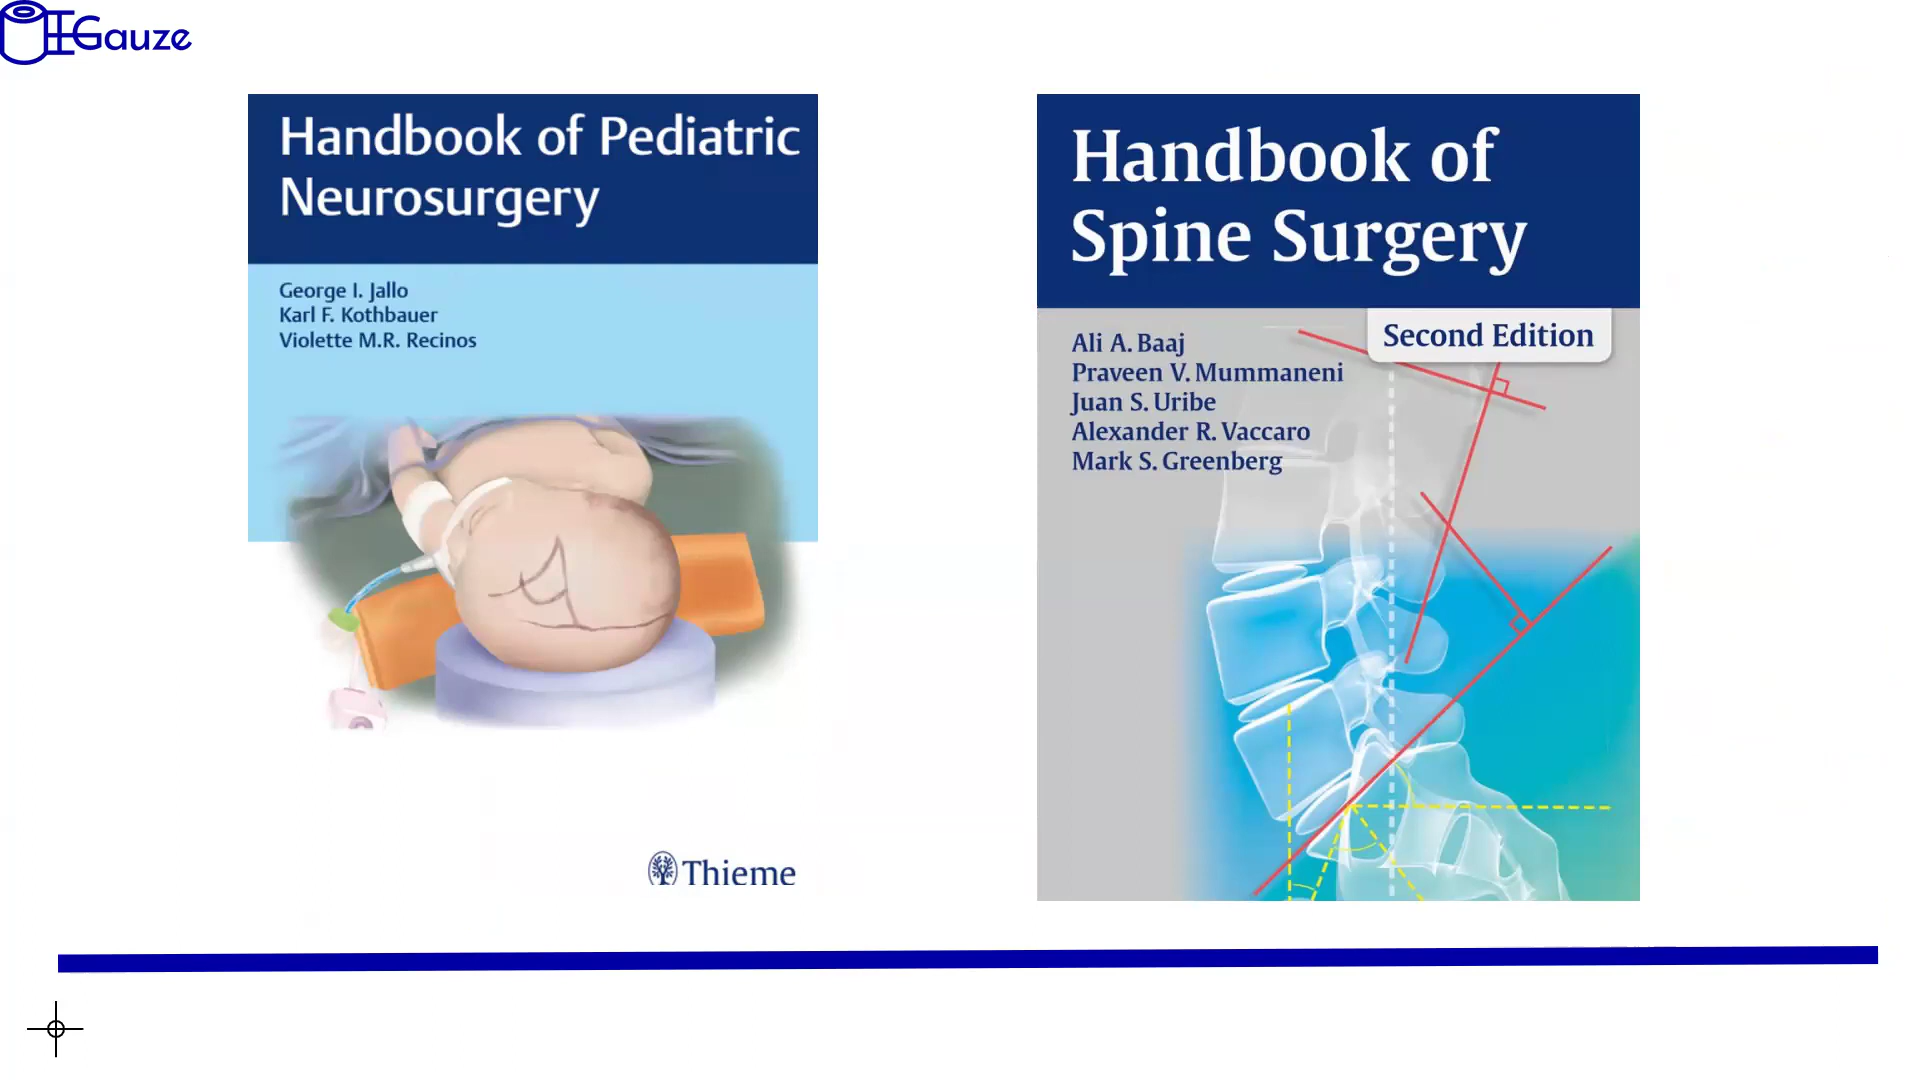 Gauze
Handbook of Pediatric
Neurosurgery
George I. Jallo
Karl F. Kothbauer
Violette M.R. Recinos
Thieme
Handbook of
Spine Surgery
Second Edition
Ali A. Baaj
Praveen V. Mummaneni
Juan S. Uribe
Alexander R. Vaccaro
Mark S. Greenberg